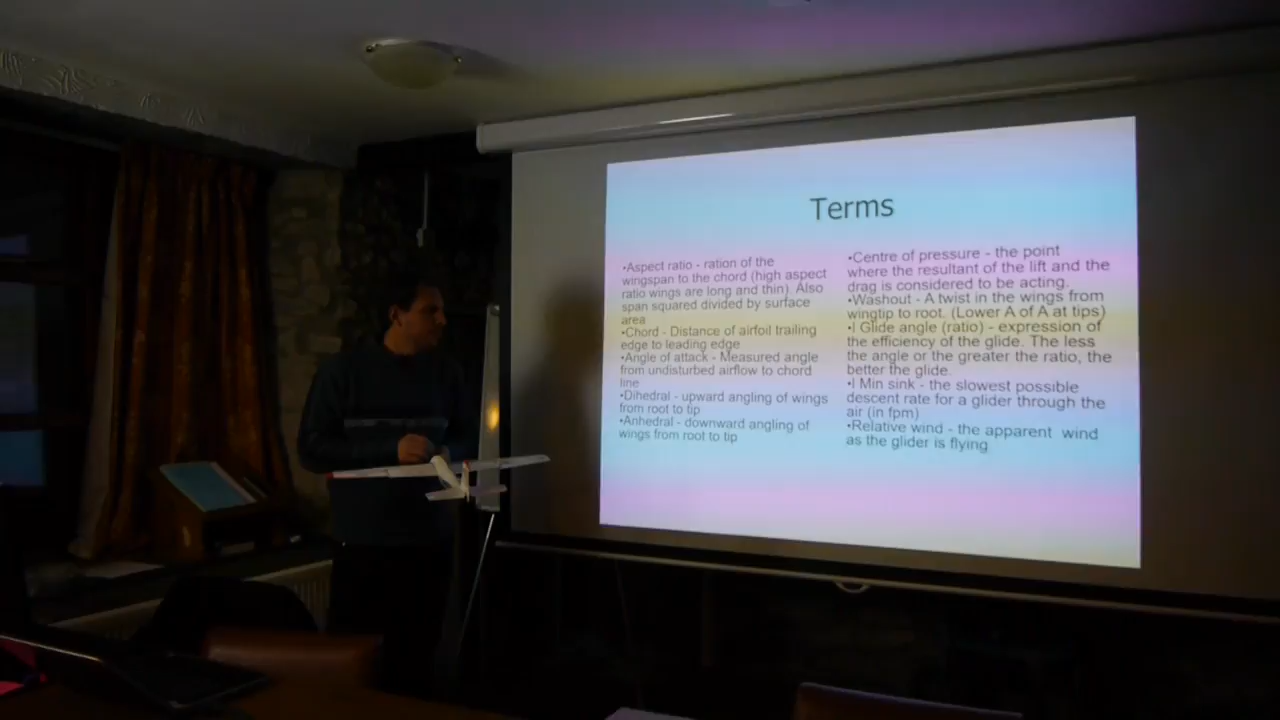 Terms
•Aspect ratio - ration of the
wingspan to the chord (high aspect
ratio wings are long and thin). Also
span squared divided by surface
area
•Chord - Distance of airfoil trailing
edge to leading edge
•Angle of attack - Measured angle
from undisturbed airflow to chord
line
•Dihedral - upward angling of wings
from root to tip
•Anhedral - downward angling of
wings from root to tip
•Centre of pressure - the point
where the resultant of the lift and the
drag is considered to be acting.
•Washout - A twist in the wings from
wingtip to root. (Lower A of A at tips)
•l Glide angle (ratio) - expression of
the efficiency of the glide. The less
the angle or the greater the ratio, the
better the glide.
•l Min sink - the slowest possible
descent rate for a glider through the
air (in fpm)
•Relative wind - the apparent wind
as the glider is flying